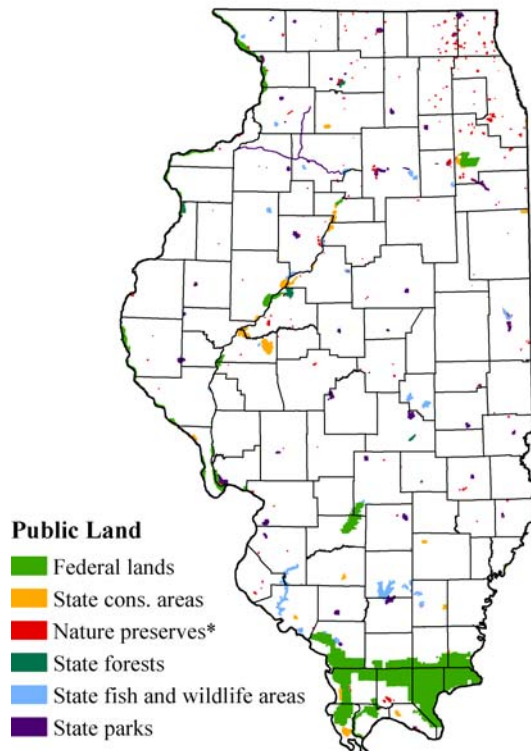 Public Land
Federal lands
State cons. areas
Nature preserves*
State forests
State fish and wildlife areas
State parks